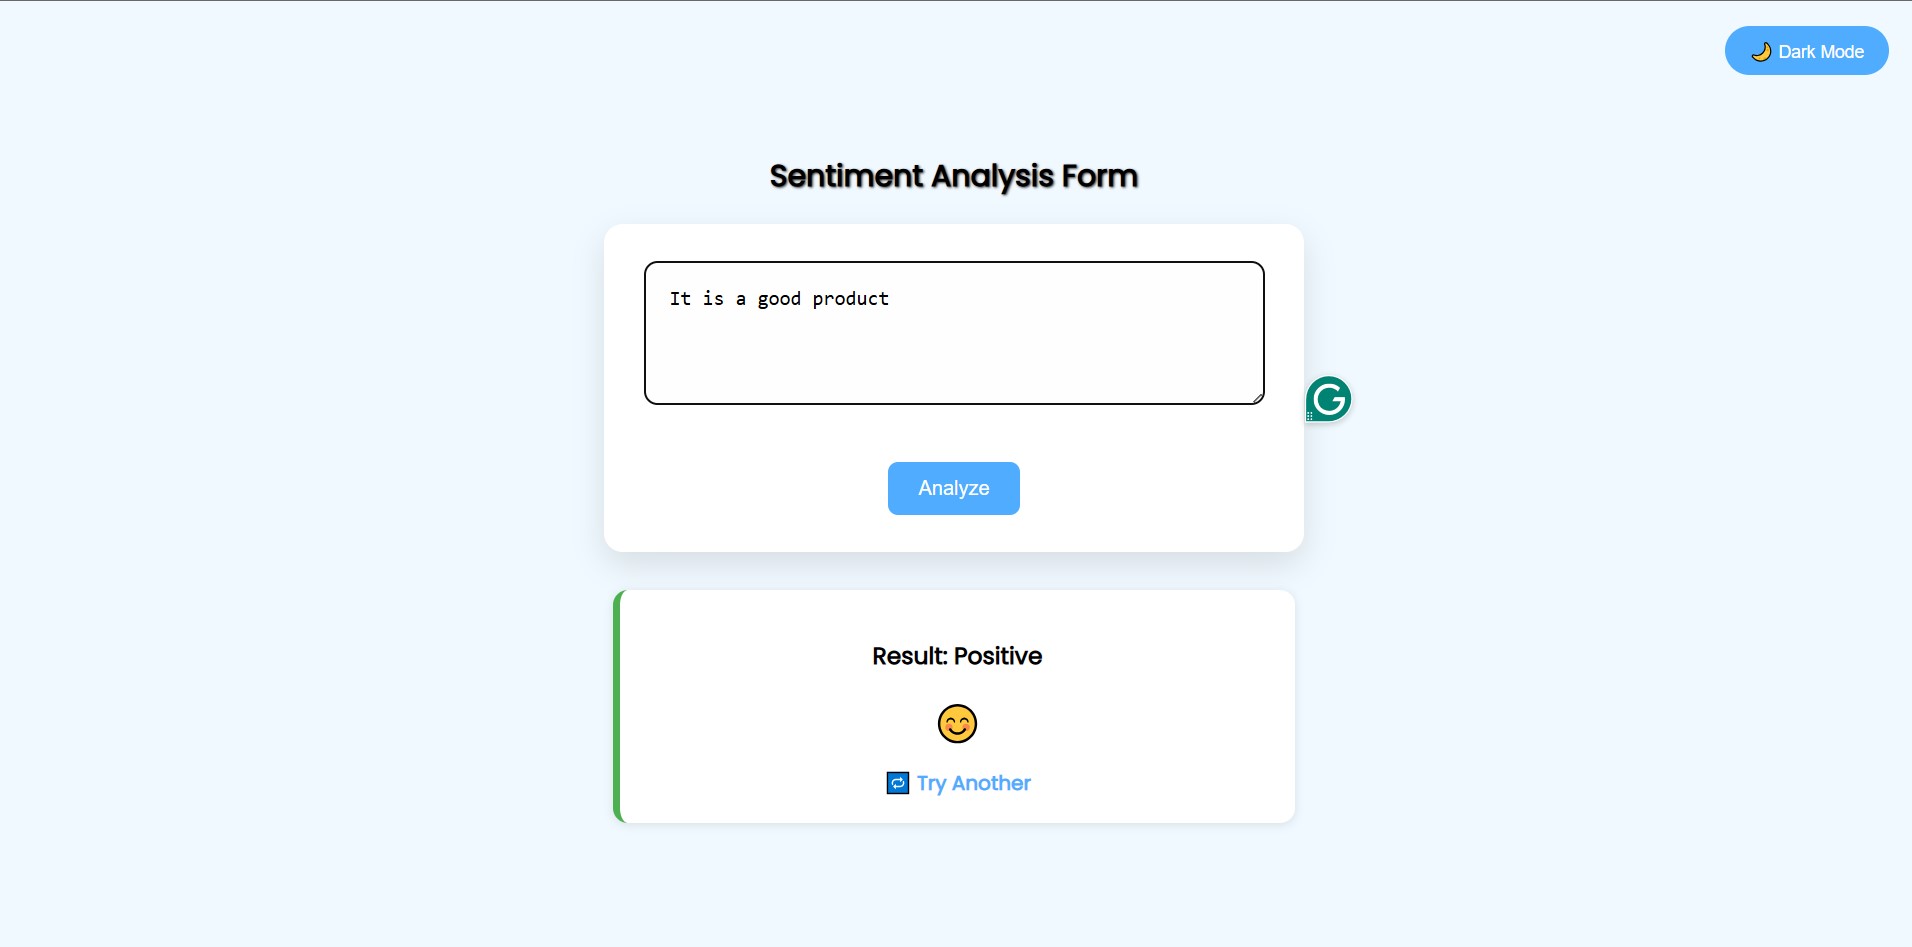 🌙 Dark Mode
Sentiment Analysis Form
It is a good product
Analyze
Result: Positive
😊
🔁 Try Another